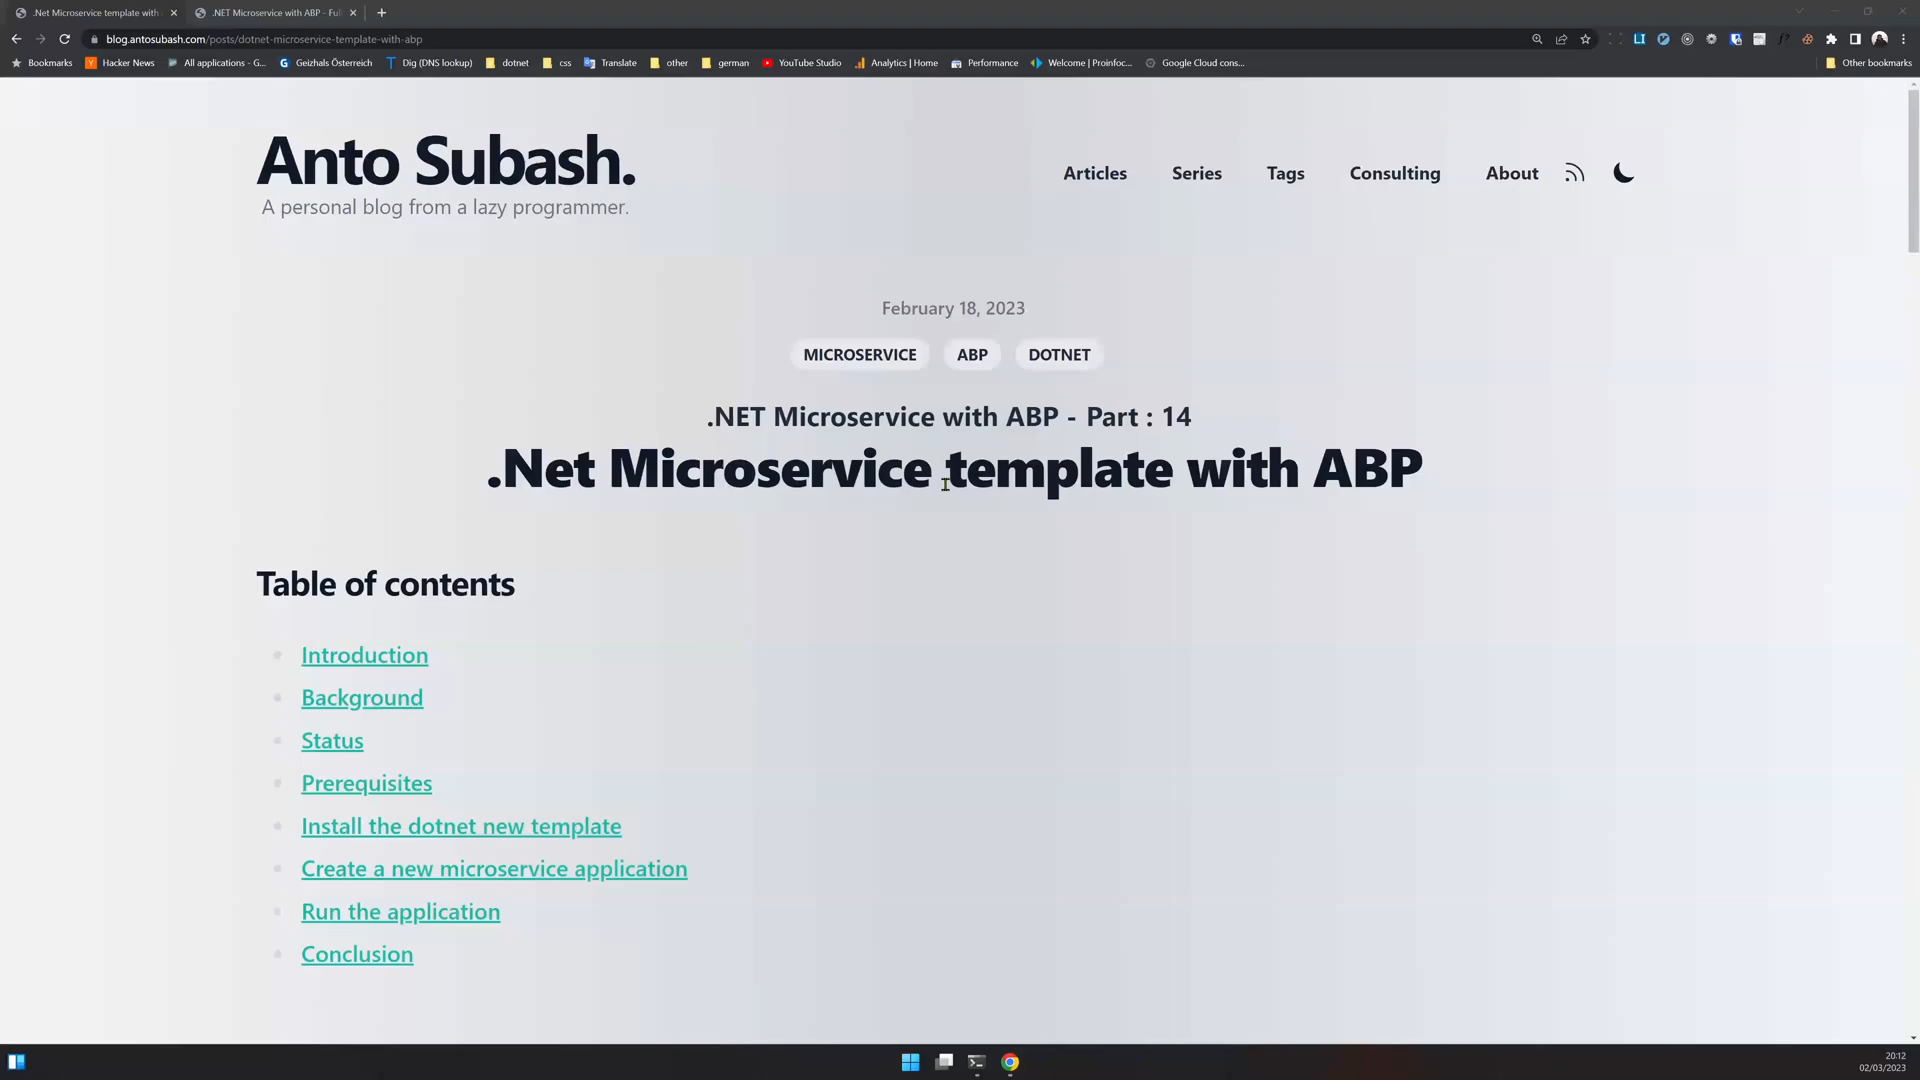 .Net Microservice template with
.NET Microservice with ABP - Ful
blog.antosubash.com/posts/dotnet-microservice-template-with-abp
Bookmarks
Hacker News
All applications - G...
Geizhals Österreich
Dig (DNS lookup)
dotnet
css
Translate
other
german
YouTube Studio
Analytics | Home
Performance
Welcome | Proinfoc...
Google Cloud cons...
Other bookmarks
Anto Subash.
A personal blog from a lazy programmer.
Articles
Series
Tags
Consulting
About
February 18, 2023
MICROSERVICE
ABP
DOTNET
.NET Microservice with ABP - Part : 14
.Net Microservice template with ABP
Table of contents
Introduction
Background
Status
Prerequisites
Install the dotnet new template
Create a new microservice application
Run the application
Conclusion
20:12
02/03/2023